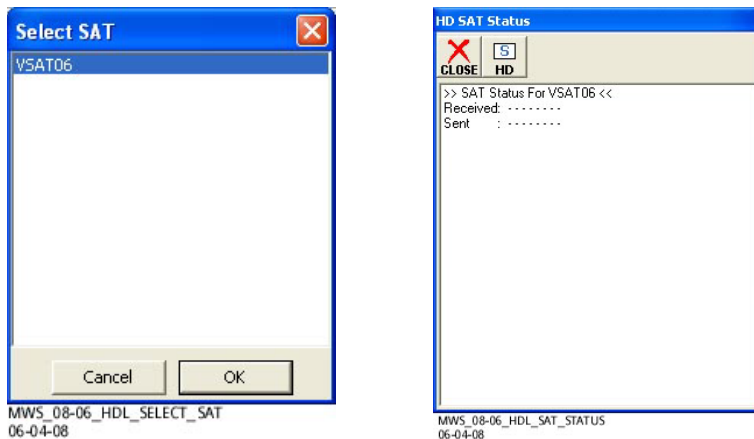 Select SAT
VSAT06
Cancel OK
MWS_08-06_HDL_SELECT_SAT
06-04-08
HD SAT Status
CLOSE S HD
>> SAT Status For VSAT06 <<
Received: --------
Sent : --------
MWS_08-06_HDL_SAT_STATUS
06-04-08